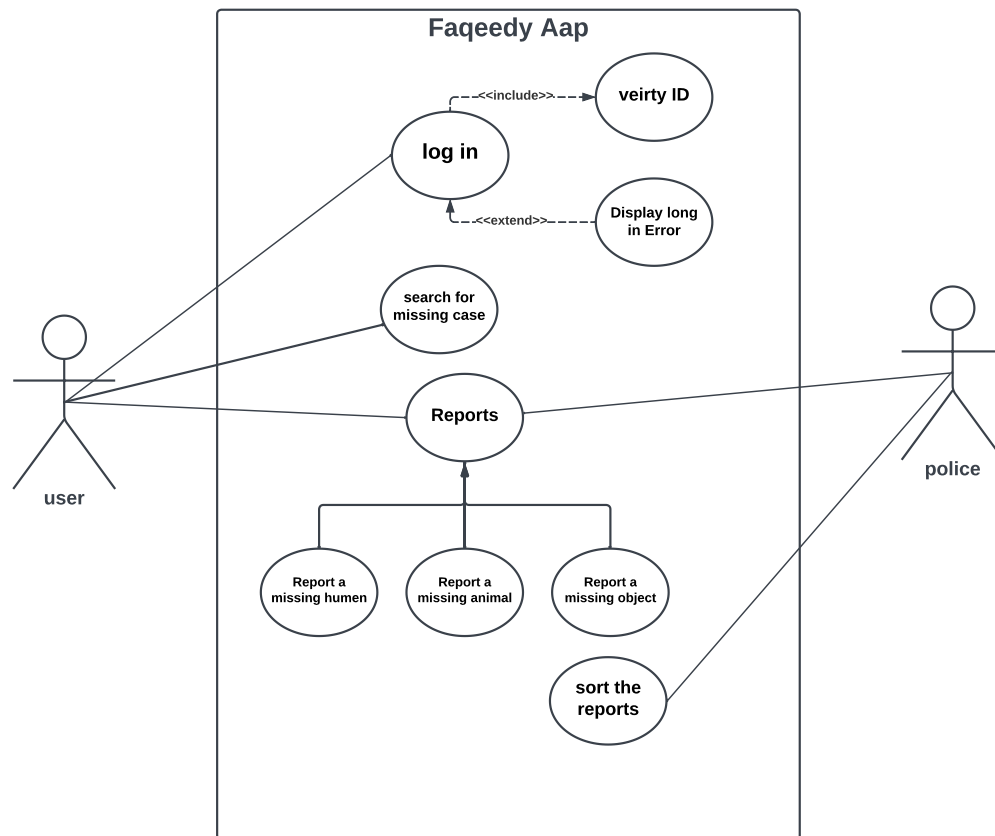 Faqeedy Aap
<<include>>
veirty ID
log in
<<extend>>
Display long
in Error
search for
missing case
Reports
user
police
Report a
missing humen
Report a
missing animal
Report a
missing object
sort the
reports